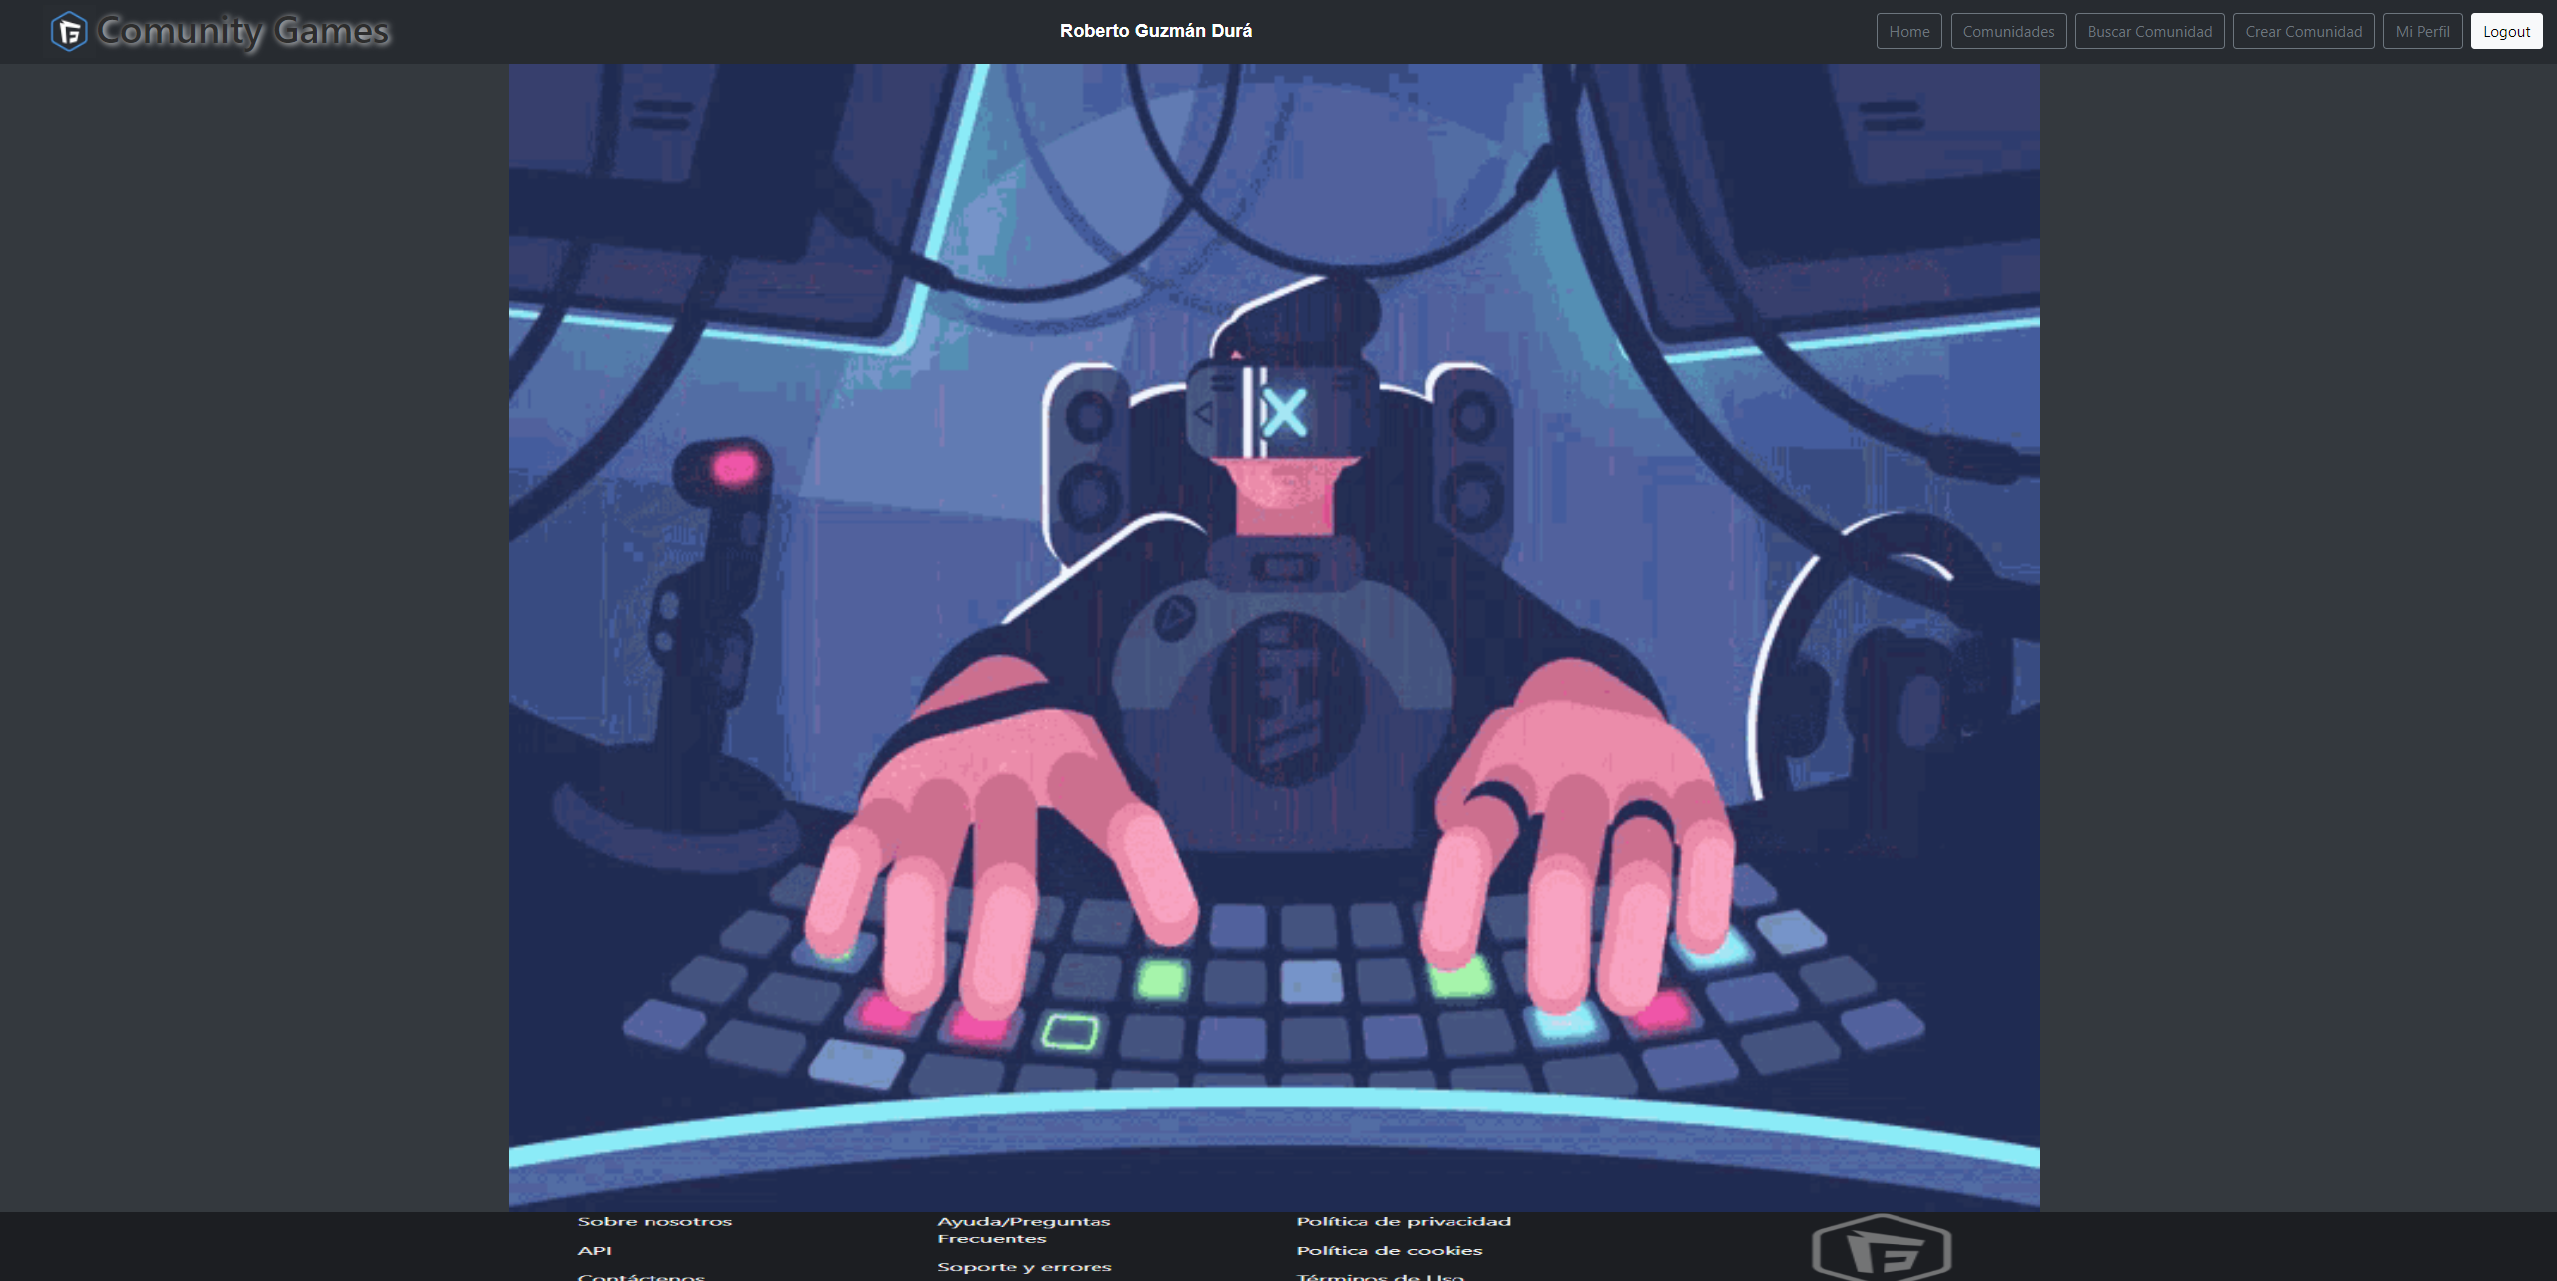 Comunity Games
Roberto Guzmán Durá
Home
Comunidades
Buscar Comunidad
Crear Comunidad
Mi Perfil
Logout
X
Sobre nosotros
Ayuda/Preguntas
Frecuentes
Política de privacidad
API
Política de cookies
Soporte y errores
Contáctenos
Términos de Uso